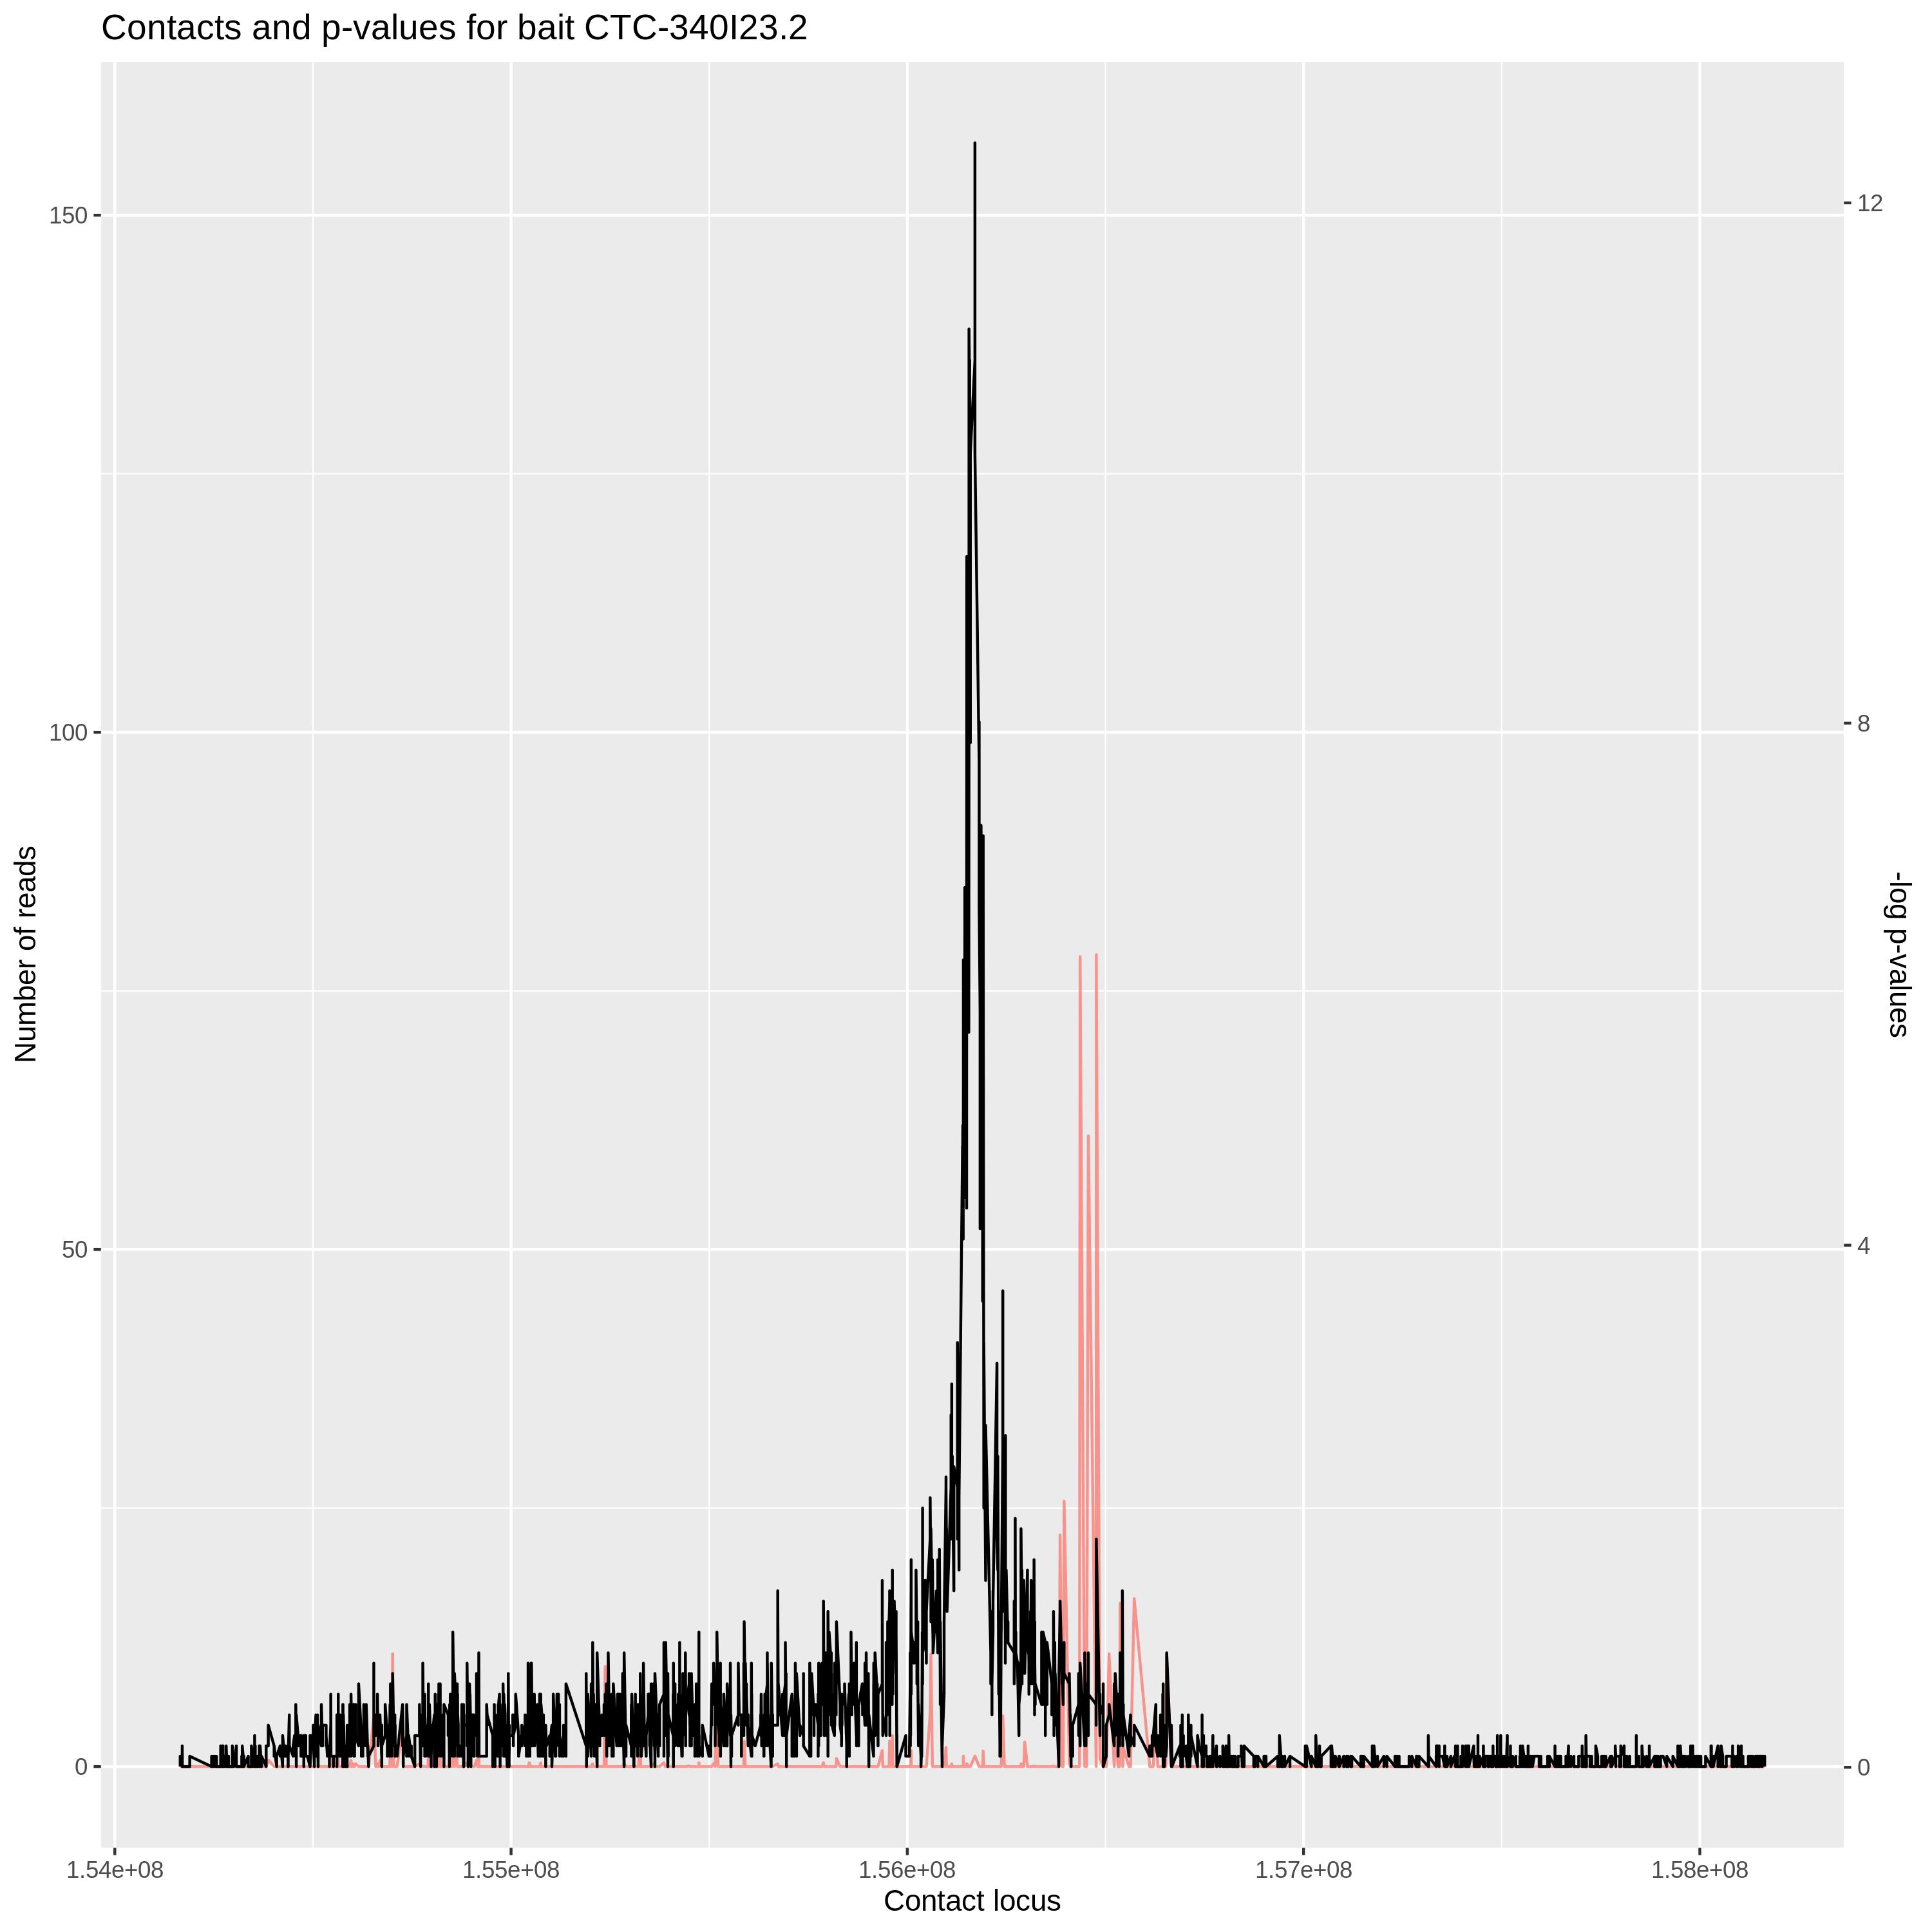 Contacts and p-values for bait CTC-340I23.2
150
100
50
0
Number of reads
12
8
4
0
-log p-values
1.54e+08
1.55e+08
1.56e+08
1.57e+08
1.58e+08
Contact locus